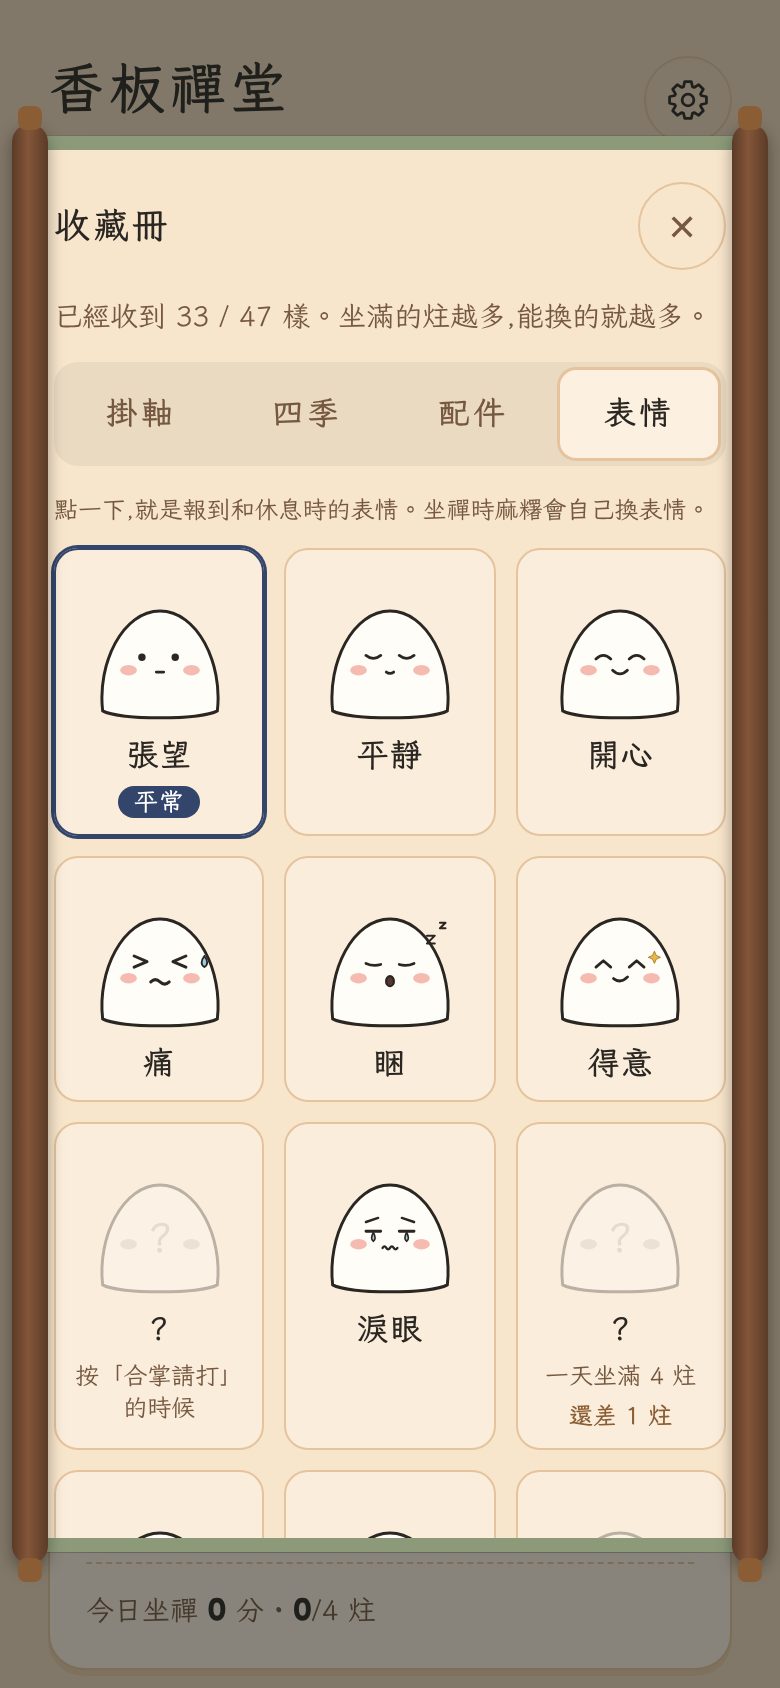 香板禪堂
收藏冊
已經收到 33 / 47 樣。坐滿的炷越多,能換的就越多。
掛軸 四季 配件 表情
點一下,就是報到和休息時的表情。坐禪時麻糬會自己換表情。
張望 平靜 開心
平常
z
z
痛 睏 得意
? ?
? 淚眼 ?
按「合掌請打」 一天坐滿 4 炷
的時候 還差 1 炷
今日坐禪 0 分・0/4 炷